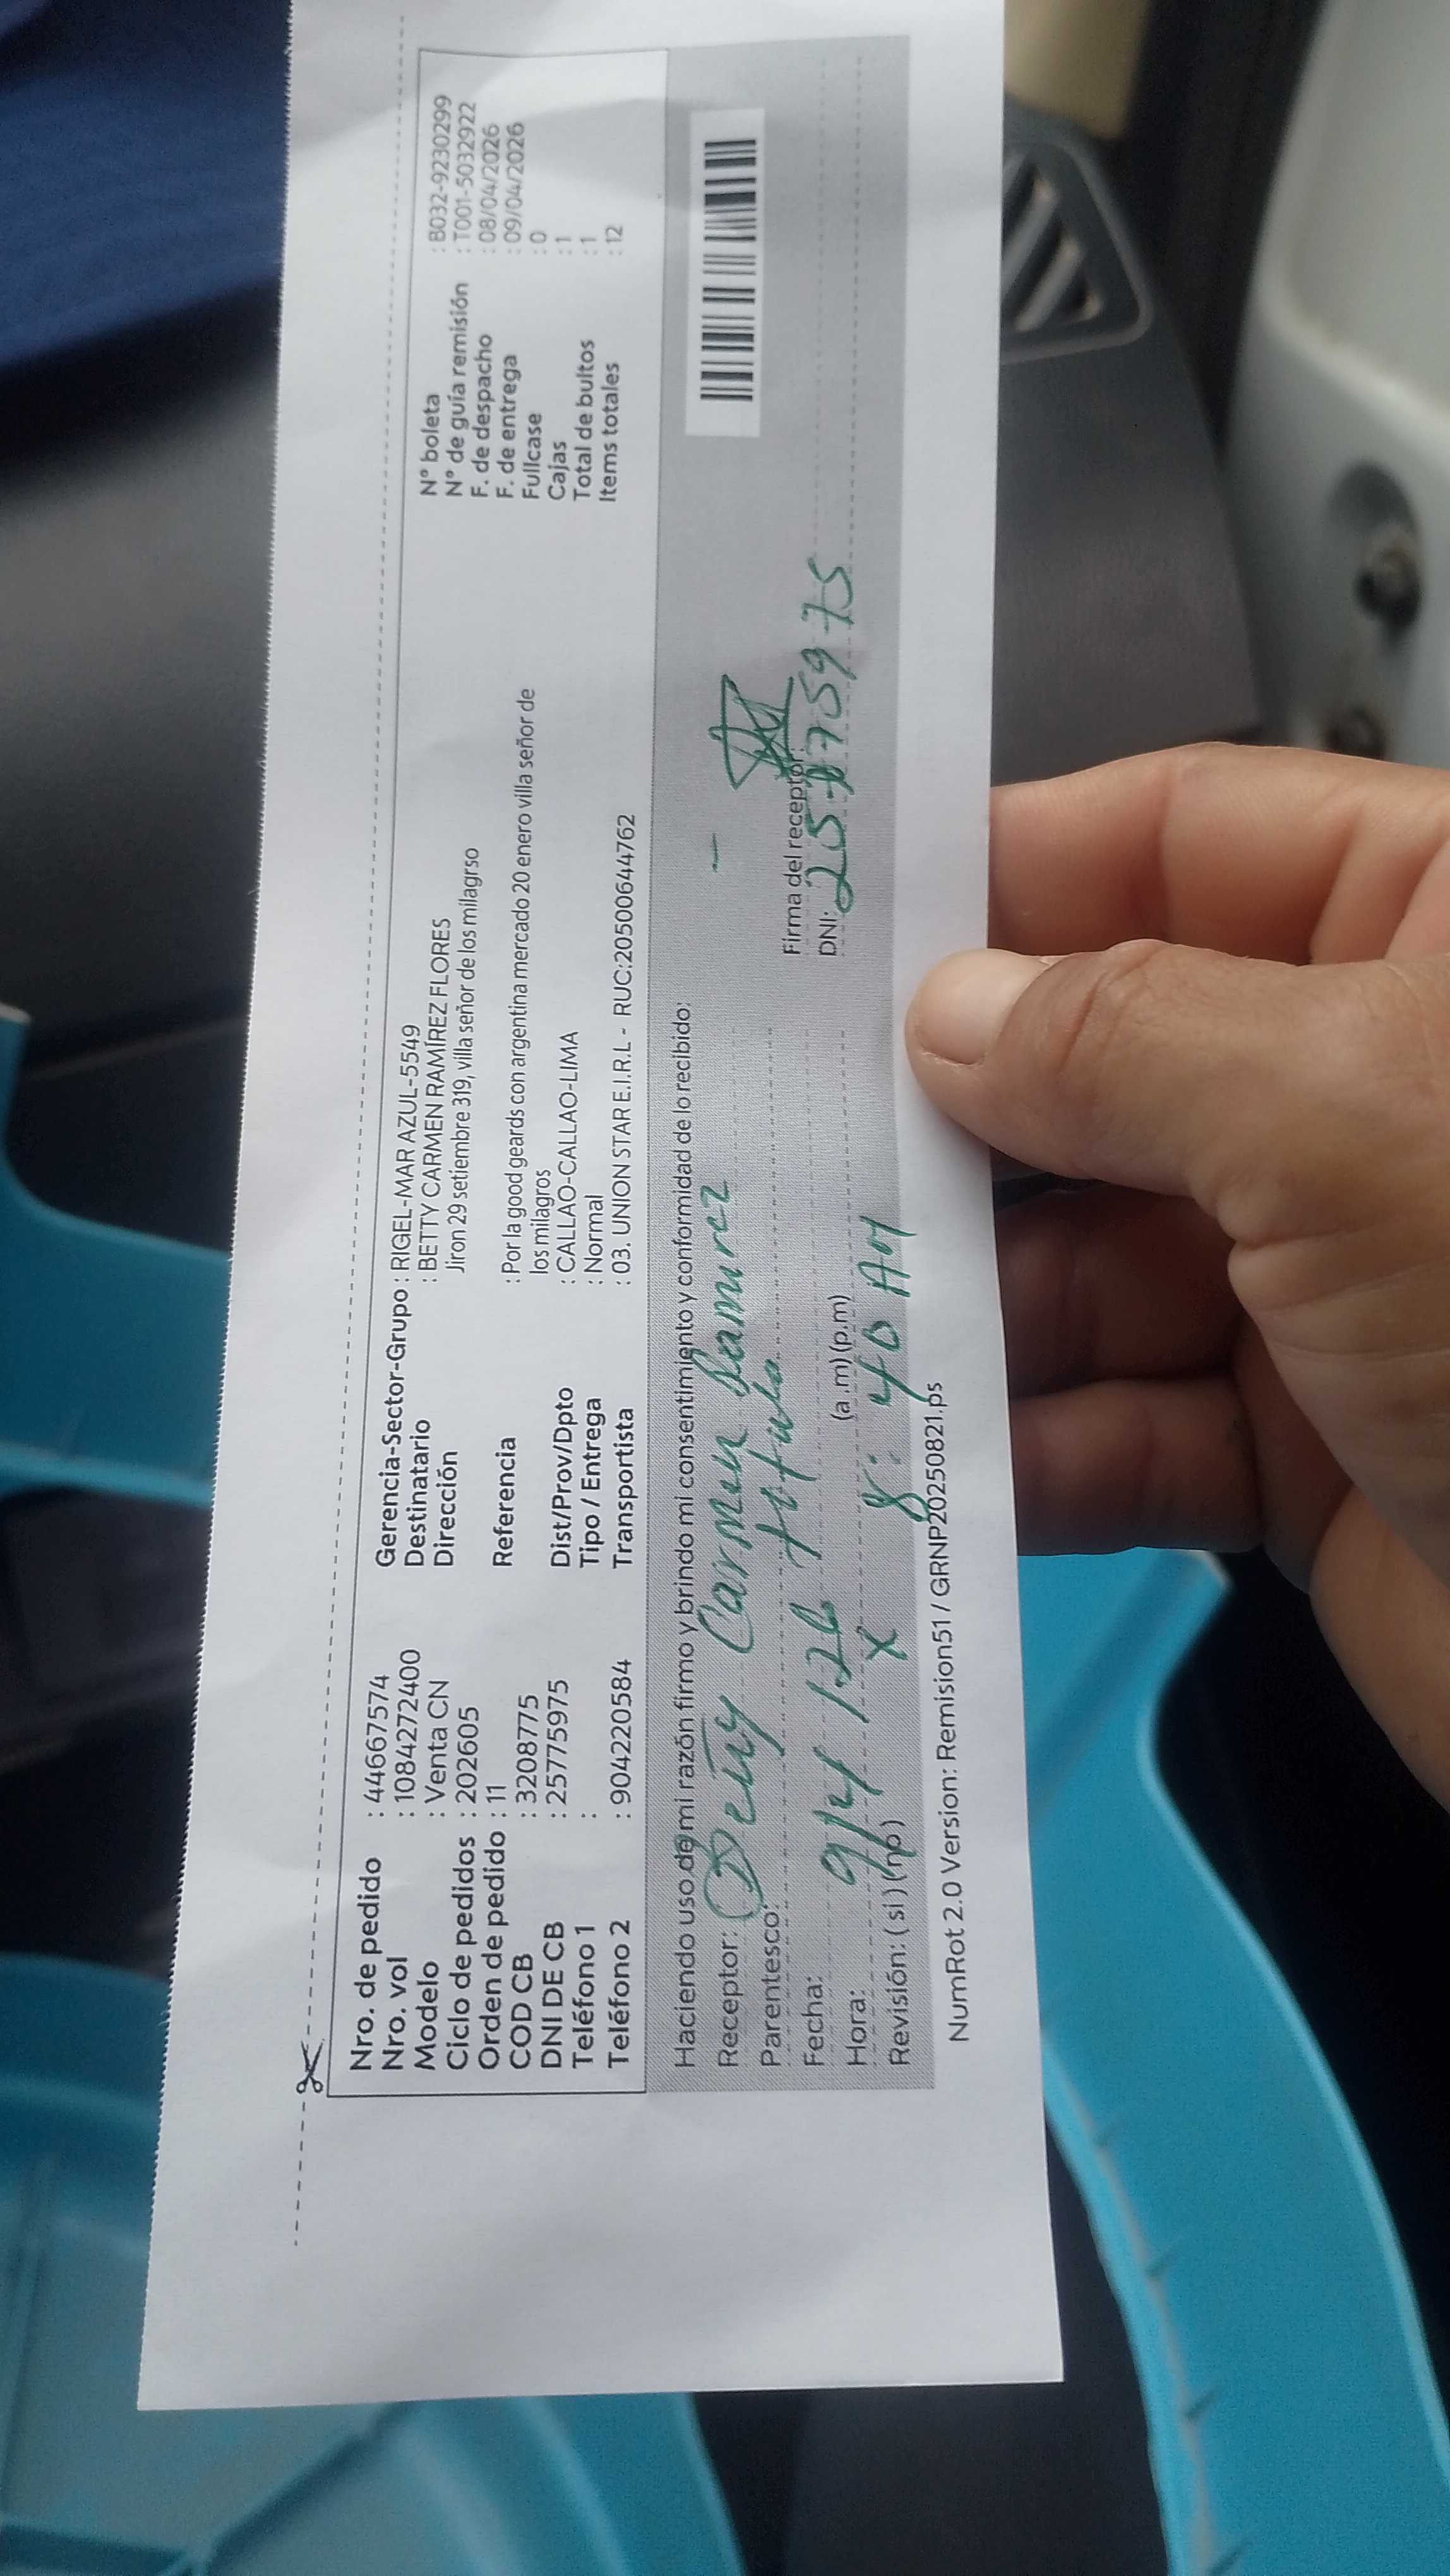 Nro. de pedido : 44667574
Nro. vol : 1084272400
Modelo : Venta CN
Ciclo de pedidos : 202605
Orden de pedido : 11
COD CB : 3208775
DNI DE CB : 25775975
Teléfono 1 :
Teléfono 2 : 904220584
Gerencia-Sector-Grupo : RIGEL-MAR AZUL-5549
Destinatario : BETTY CARMEN RAMÍREZ FLORES
Dirección Jiron 29 setiembre 319, villa señor de los milagrso
Referencia : Por la good geards con argentina mercado 20 enero villa señor de
los milagros
Dist/Prov/Dpto : CALLAO-CALLAO-LIMA
Tipo / Entrega : Normal
Transportista : 03. UNION STAR E.I.R.L - RUC:20500644762
N° boleta : B032-9230299
N° de guía remisión : T001-5032922
F. de despacho : 08/04/2026
F. de entrega : 09/04/2026
Fullcase : 0
Cajas : 1
Total de bultos : 1
Items totales : 12
Haciendo uso de mi razón firmo y brindo mi consentimiento y conformidad de lo recibido:
Receptor: Carmen Ramirez
Parentesco: titular
Fecha: 9/4/26
Hora: (a.m) (p.m) 8:40 AM
Revisión: (si) (no) X
Firma del receptor:
DNI: 25775975
NumRot 2.0 Version: Remision51 / GRNP20250821.ps